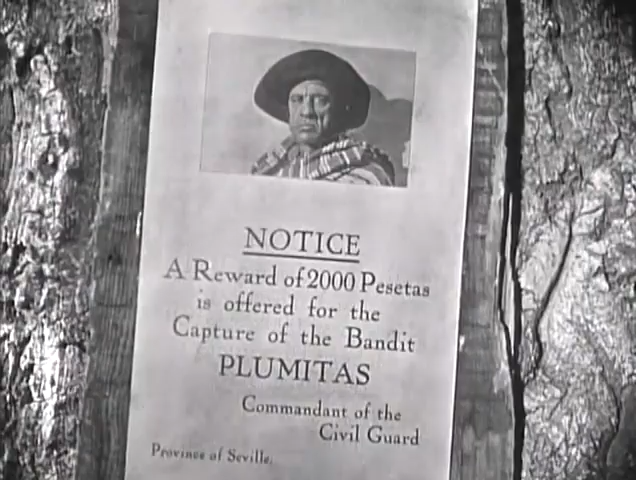 NOTICE
A Reward of 2000 Pesetas
is offered for the
Capture of the Bandit
PLUMITAS
Commandant of the
Civil Guard
Province of Seville.